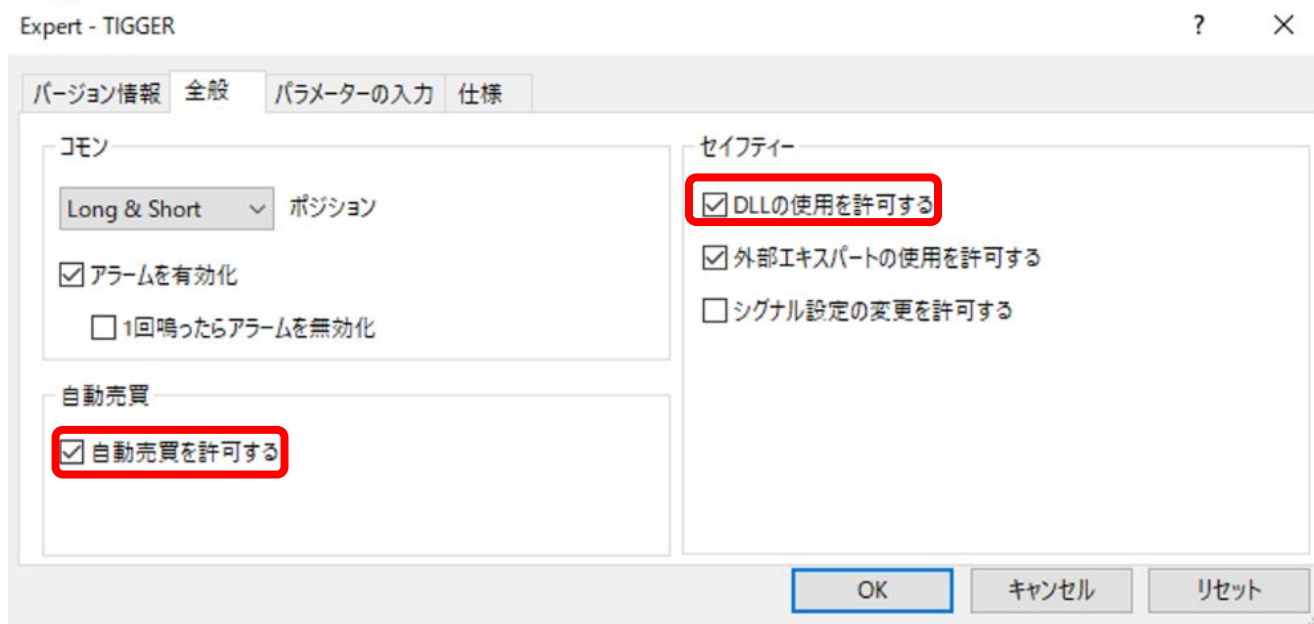 Expert - TIGGER
?
バージョン情報 全般 パラメーターの入力 仕様
コモン
Long & Short ポジション
アラームを有効化
1回鳴ったらアラームを無効化
自動売買
自動売買を許可する
セイフティー
DLLの使用を許可する
外部エキスパートの使用を許可する
シグナル設定の変更を許可する
OK キャンセル リセット